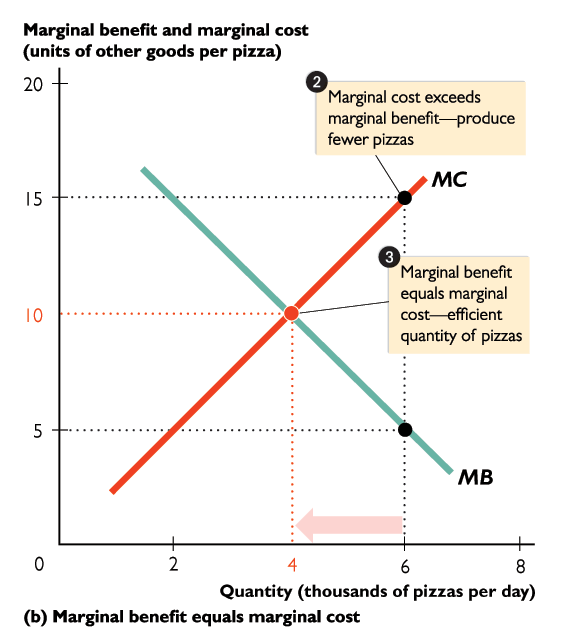 Marginal benefit and marginal cost
(units of other goods per pizza)
20
2
Marginal cost exceeds
marginal benefit—produce
fewer pizzas
MC
15
3
Marginal benefit
equals marginal
cost—efficient
quantity of pizzas
10
5
MB
0
2
4
6
8
Quantity (thousands of pizzas per day)
(b) Marginal benefit equals marginal cost